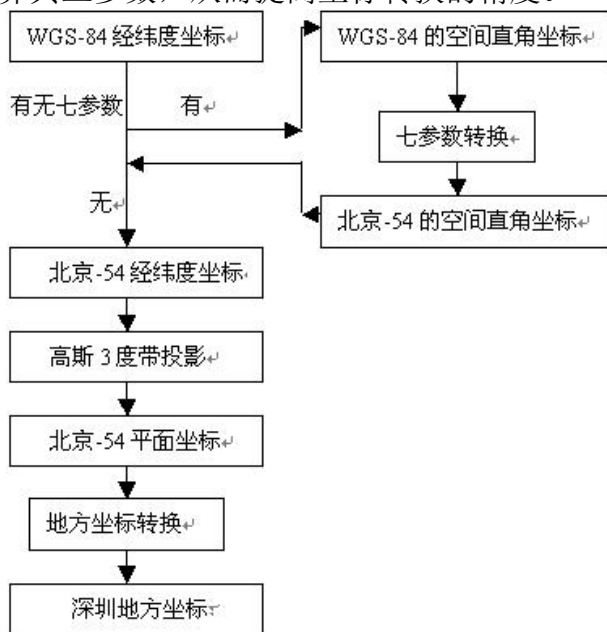 WGS-84 经纬度坐标
WGS-84 的空间直角坐标
有无七参数
有
七参数转换
无
北京-54 的空间直角坐标
北京-54 经纬度坐标
高斯 3 度带投影
北京-54 平面坐标
地方坐标转换
深圳地方坐标